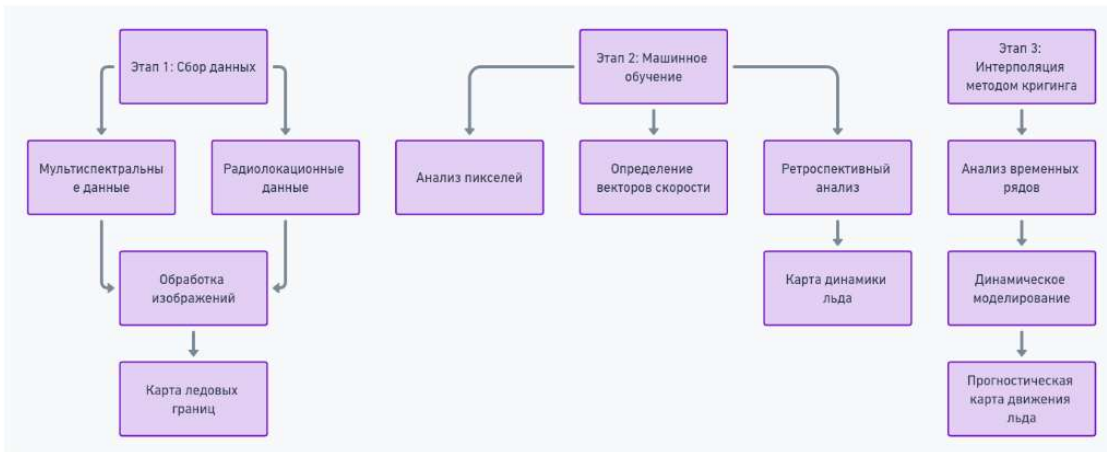 Этап 1: Сбор данных
Мультиспектральны
е данные
Радиолокационные
данные
Обработка
изображений
Карта ледовых
границ
Этап 2: Машинное
обучение
Анализ пикселей
Определение
векторов скорости
Ретроспективный
анализ
Карта динамики
льда
Этап 3:
Интерполяция
методом кригинга
Анализ временных
рядов
Динамическое
моделирование
Прогностическая
карта движения
льда